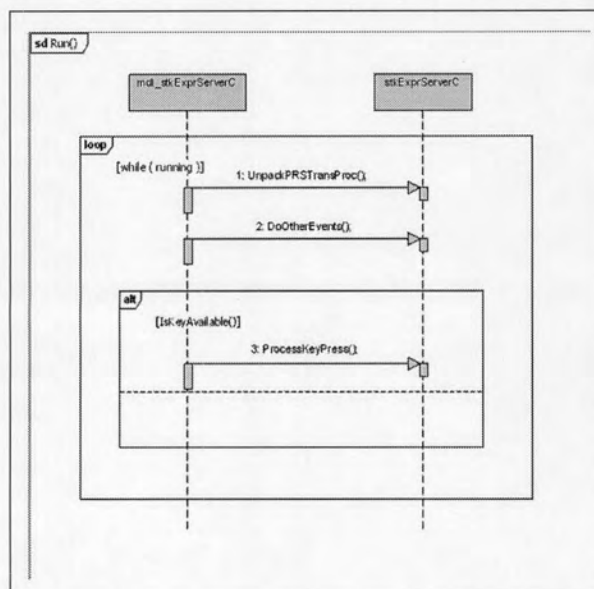 sd Run()
mdl_stkExprServerC
stkExprServerC
loop
[while ( running )]
1: UnpackPRSTransProc();
2: DoOtherEvents();
alt
[IsKeyAvailable()]
3: ProcessKeyPress();